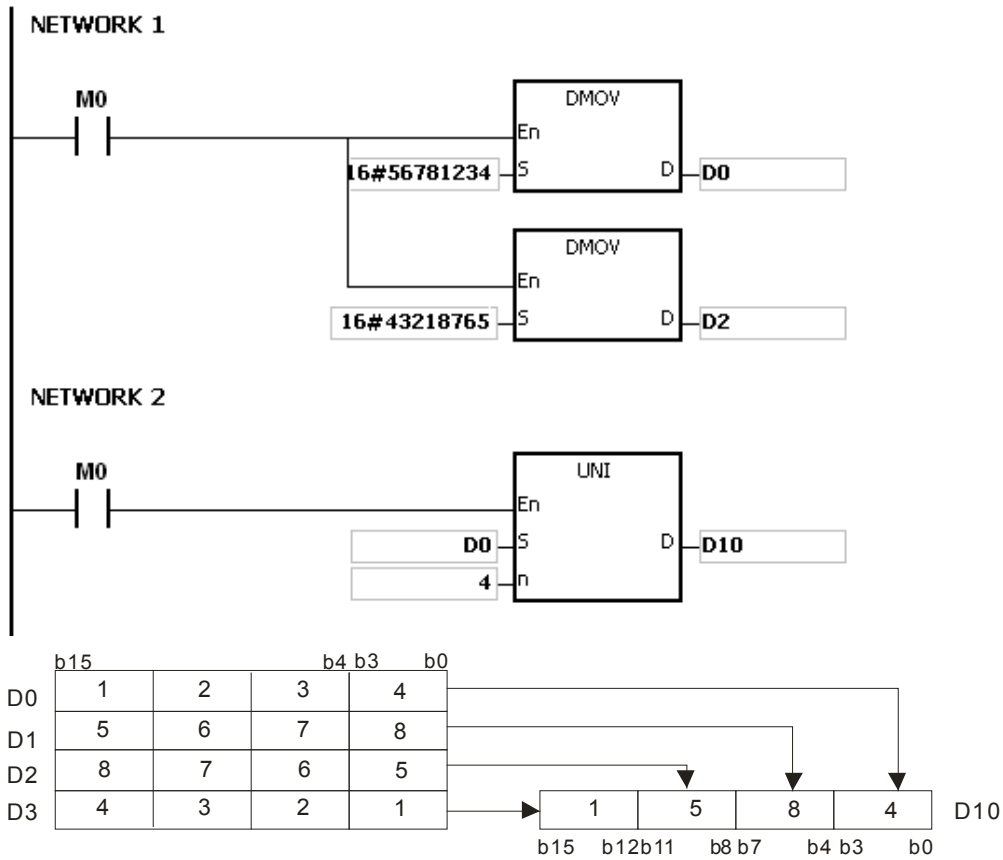 NETWORK 1
M0
DMOV
En
16#56781234 S D D0
DMOV
En
16#43218765 S D D2
NETWORK 2
M0
UNI
En
D0 S D D10
4 n
b15 b4 b3 b0
D0 1 2 3 4
D1 5 6 7 8
D2 8 7 6 5
D3 4 3 2 1
1 5 8 4 D10
b15 b12 b11 b8 b7 b4 b3 b0